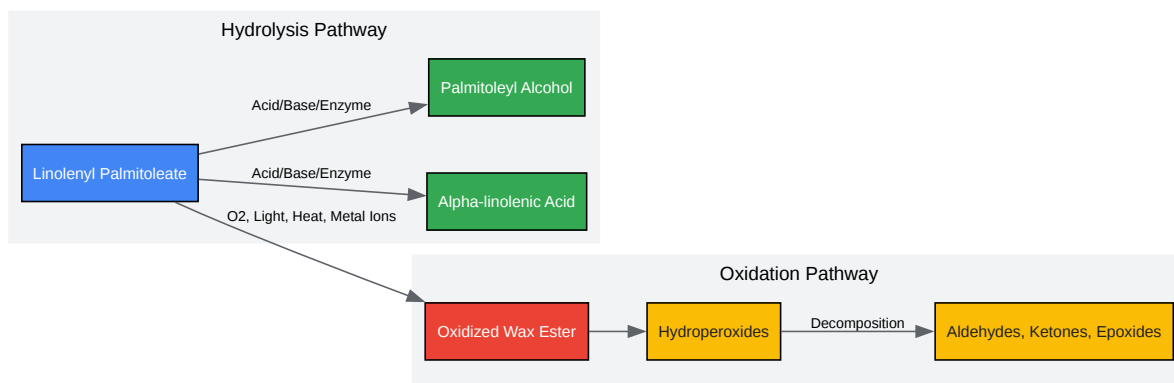 Hydrolysis Pathway
Palmitoleyl Alcohol
Acid/Base/Enzyme
Linolenyl Palmitoleate
Acid/Base/Enzyme
Alpha-linolenic Acid
O2, Light, Heat, Metal Ions
Oxidation Pathway
Oxidized Wax Ester
Hydroperoxides
Decomposition
Aldehydes, Ketones, Epoxides